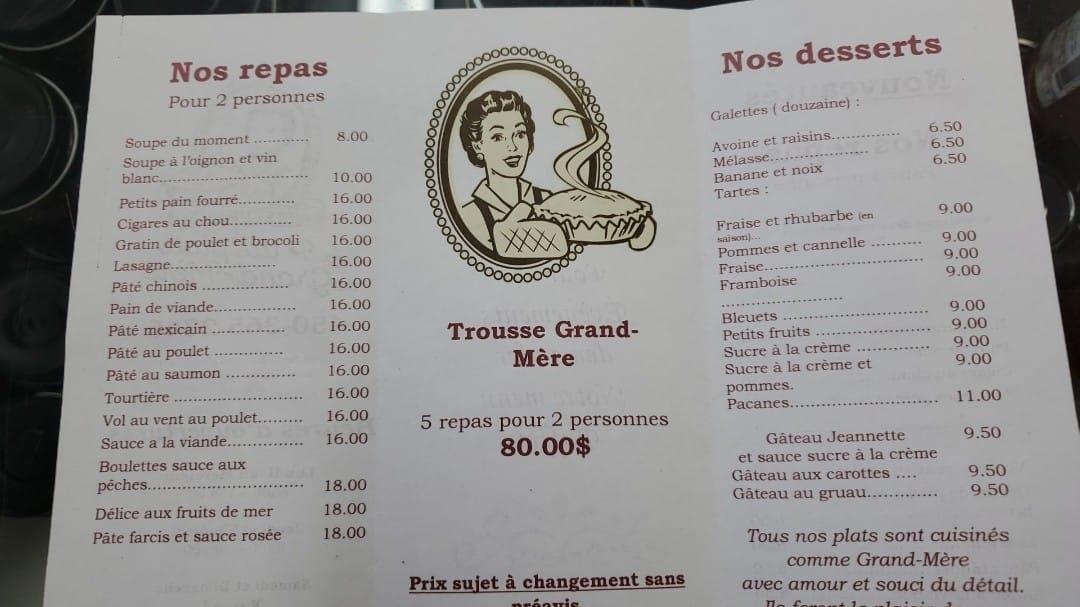 Nos repas
Pour 2 personnes
Soupe du moment .......... 8.00
Soupe à l'oignon et vin
blanc................................ 10.00
Petits pain fourré............ 16.00
Cigares au chou............. 16.00
Gratin de poulet et brocoli 16.00
Lasagne........................... 16.00
Pâté chinois .................... 16.00
Pain de viande................. 16.00
Pâté mexicain .................. 16.00
Pâté au poulet ............... 16.00
Pâté au saumon ............... 16.00
Tourtière ........................... 16.00
Vol au vent au poulet.......... 16.00
Sauce a la viande................ 16.00
Boulettes sauce aux
pêches................................. 18.00
Délice aux fruits de mer 18.00
Pâte farcis et sauce rosée 18.00
Trousse Grand-
Mère
5 repas pour 2 personnes
80.00$
Prix sujet à changement sans
préavis
Nos desserts
Galettes ( douzaine) :
Avoine et raisins............... 6.50
Mélasse...................... 6.50
Banane et noix 6.50
Tartes :
Fraise et rhubarbe (en 9.00
saison)...
Pommes et cannelle .......... 9.00
Fraise................................. 9.00
Framboise 9.00
..........................
Bleuets ............................... 9.00
Petits fruits ........................ 9.00
Sucre à la crème ............... 9.00
Sucre à la crème et 9.00
pommes.
Pacanes................................ 11.00
Gâteau Jeannette 9.50
et sauce sucre à la crème
Gâteau aux carottes .... 9.50
Gâteau au gruau.............. 9.50
Tous nos plats sont cuisinés
comme Grand-Mère
avec amour et souci du détail.